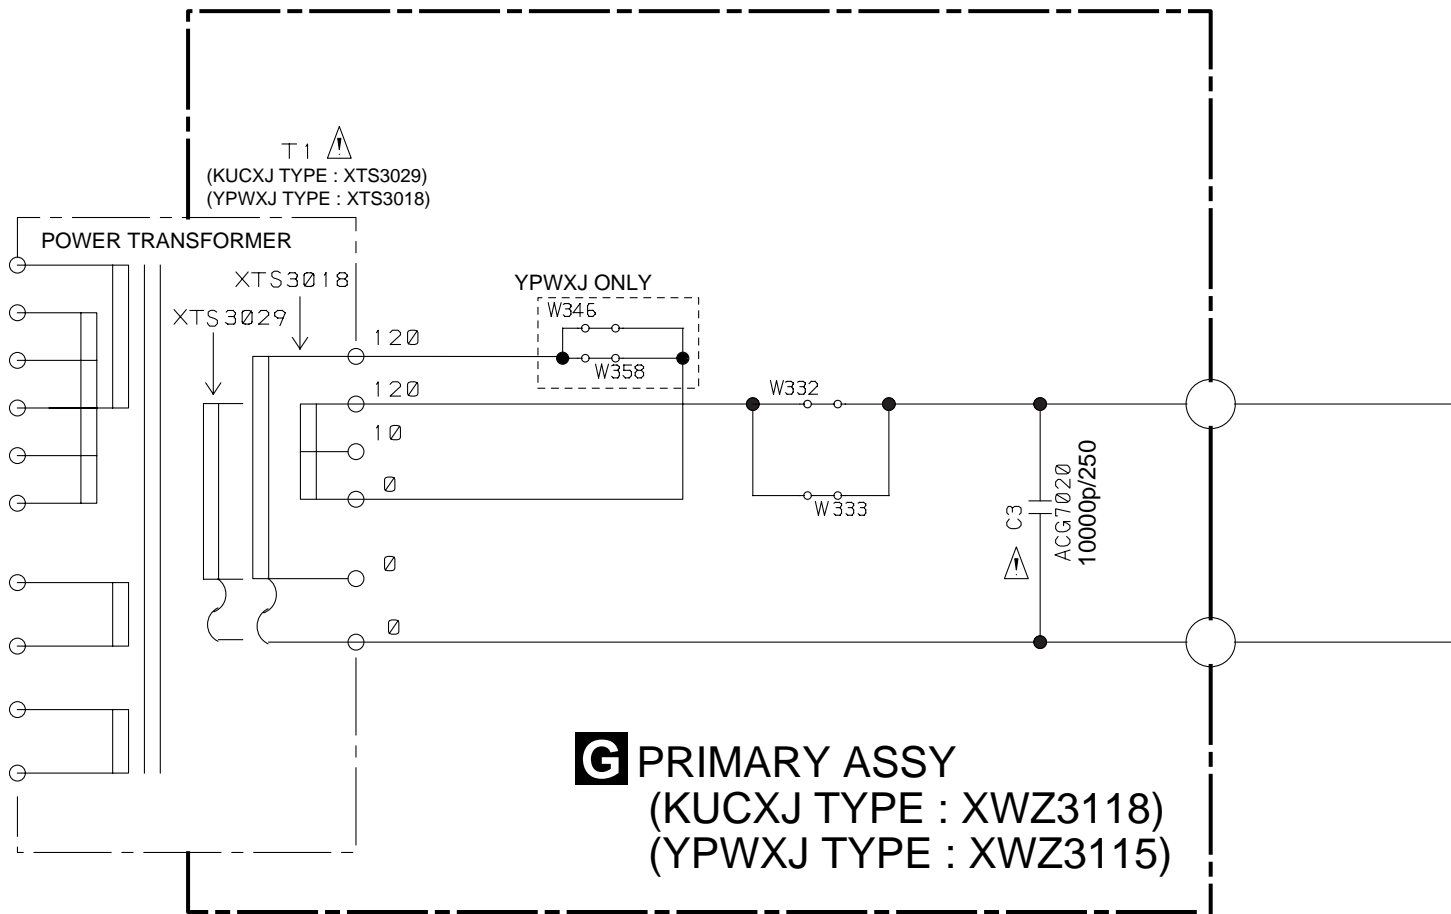 T1
(KUCXJ TYPE : XTS3029)
(YPWXJ TYPE : XTS3018)
POWER TRANSFORMER
XTS3018
XTS3029
YPWXJ ONLY
W346
W358
120
120
10
0
0
0
W332
W333
C3
ACG7020
10000p/250
G PRIMARY ASSY
(KUCXJ TYPE : XWZ3118)
(YPWXJ TYPE : XWZ3115)